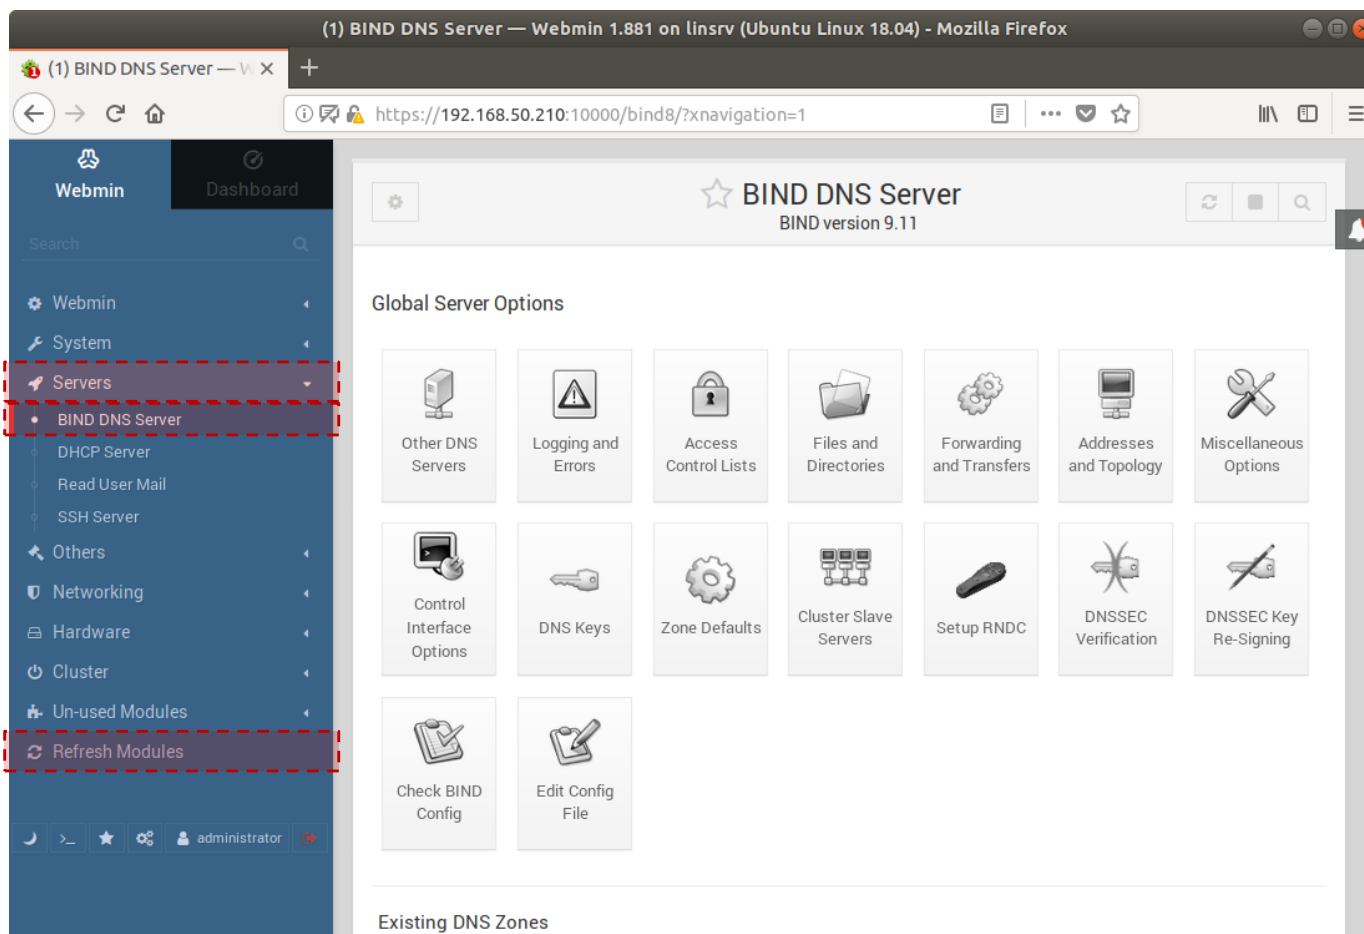 (1) BIND DNS Server — Webmin 1.881 on linsrv (Ubuntu Linux 18.04) - Mozilla Firefox
(1) BIND DNS Server — W
https://192.168.50.210:10000/bind8/?xnavigation=1
Webmin
Dashboard
Search
Webmin
System
Servers
BIND DNS Server
DHCP Server
Read User Mail
SSH Server
Others
Networking
Hardware
Cluster
Un-used Modules
Refresh Modules
administrator
BIND DNS Server
BIND version 9.11
Global Server Options
Other DNS
Servers
Logging and
Errors
Access
Control Lists
Files and
Directories
Forwarding
and Transfers
Addresses
and Topology
Miscellaneous
Options
Control
Interface
Options
DNS Keys
Zone Defaults
Cluster Slave
Servers
Setup RNDC
DNSSEC
Verification
DNSSEC Key
Re-Signing
Check BIND
Config
Edit Config
File
Existing DNS Zones